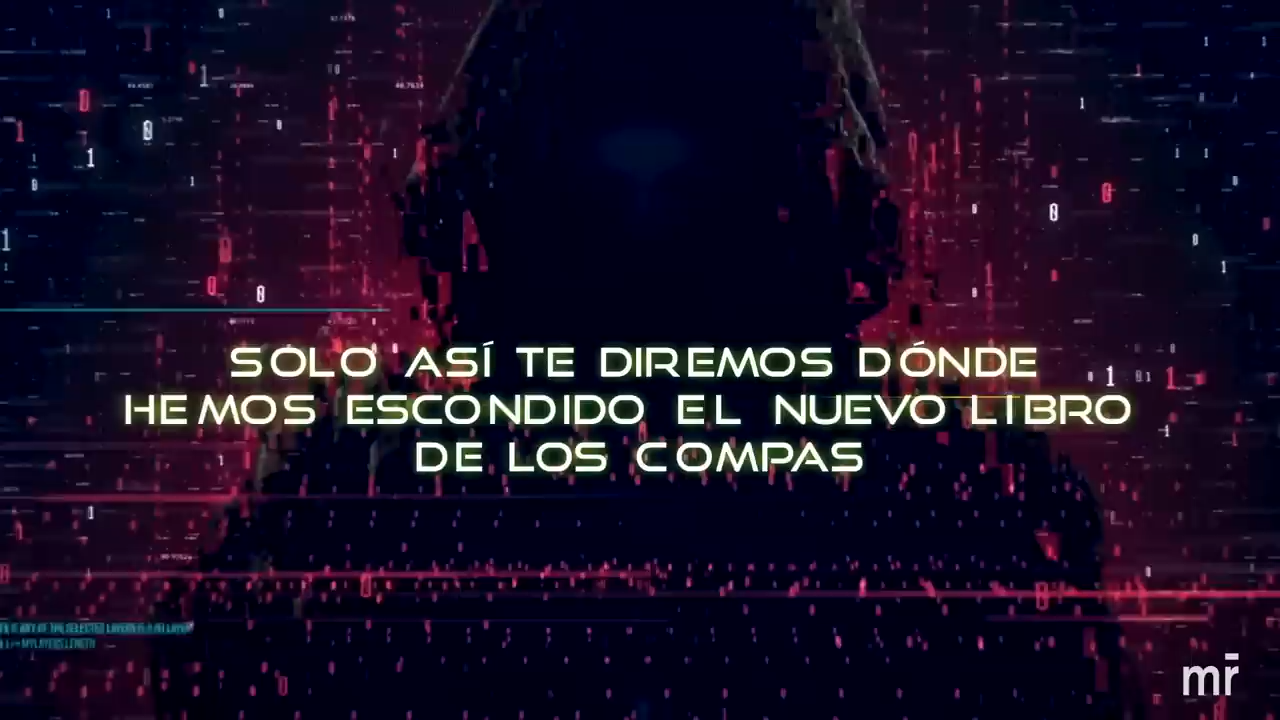 SOLO ASÍ TE DIREMOS DÓNDE
HEMOS ESCONDIDO EL NUEVO LIBRO
DE LOS COMPAS
mr